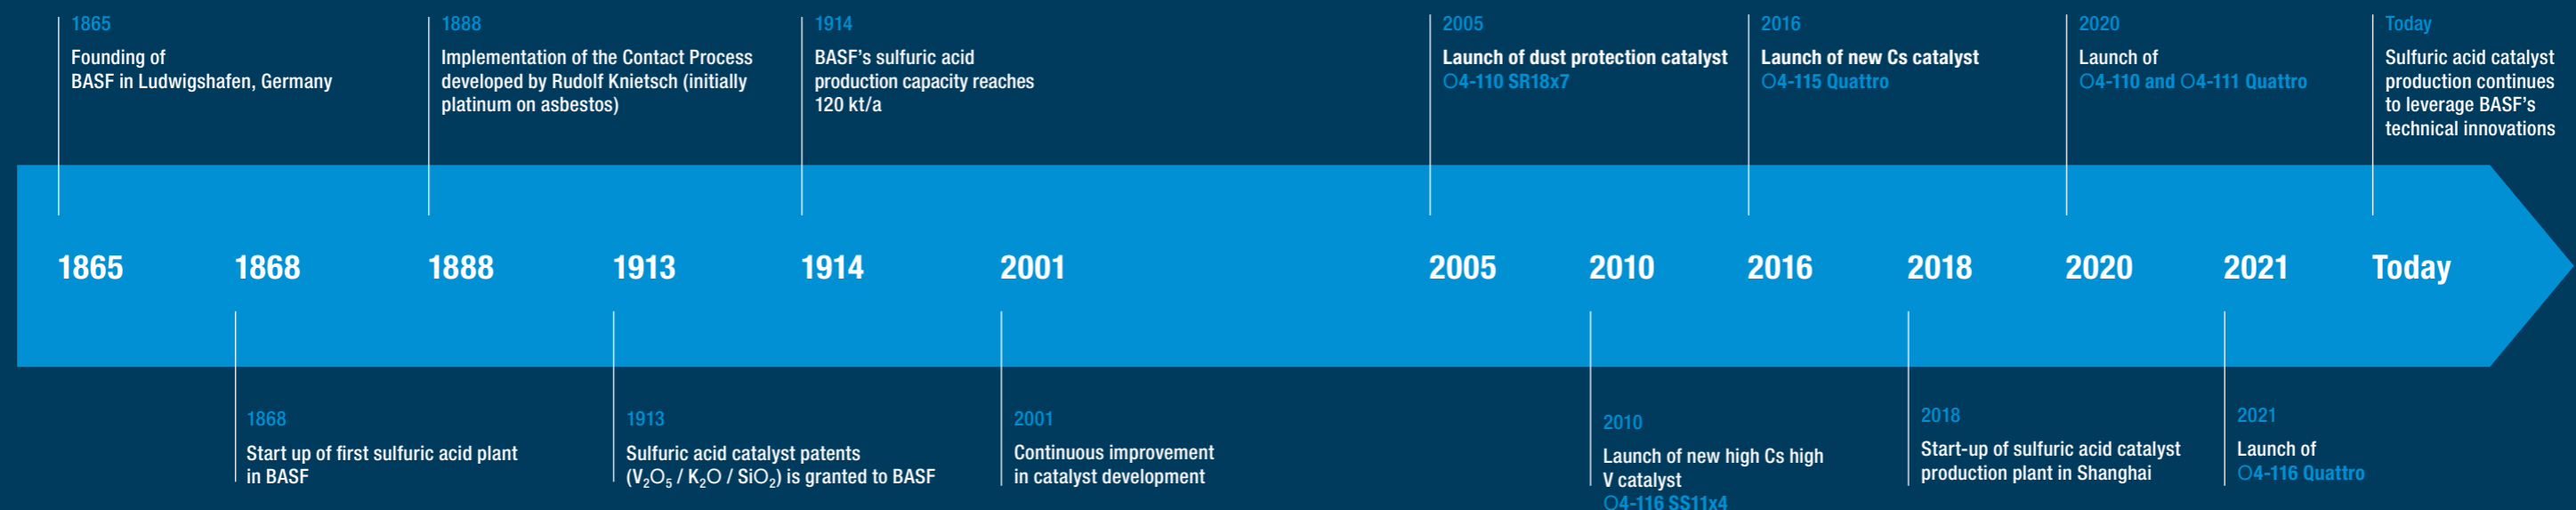 1865
Founding of
BASF in Ludwigshafen, Germany
1888
Implementation of the Contact Process
developed by Rudolf Knietsch (initially
platinum on asbestos)
1914
BASF's sulfuric acid
production capacity reaches
120 kt/a
2005
Launch of dust protection catalyst
O4-110 SR18x7
2016
Launch of new Cs catalyst
O4-115 Quattro
2020
Launch of
O4-110 and O4-111 Quattro
Today
Sulfuric acid catalyst
production continues
to leverage BASF's
technical innovations
1865 1868 1888 1913 1914 2001 2005 2010 2016 2018 2020 2021 Today
1868
Start up of first sulfuric acid plant
in BASF
1913
Sulfuric acid catalyst patents
(V₂O₅ / K₂O / SiO₂) is granted to BASF
2001
Continuous improvement
in catalyst development
2010
Launch of new high Cs high
V catalyst
O4-116 SS11x4
2018
Start-up of sulfuric acid catalyst
production plant in Shanghai
2021
Launch of
O4-116 Quattro